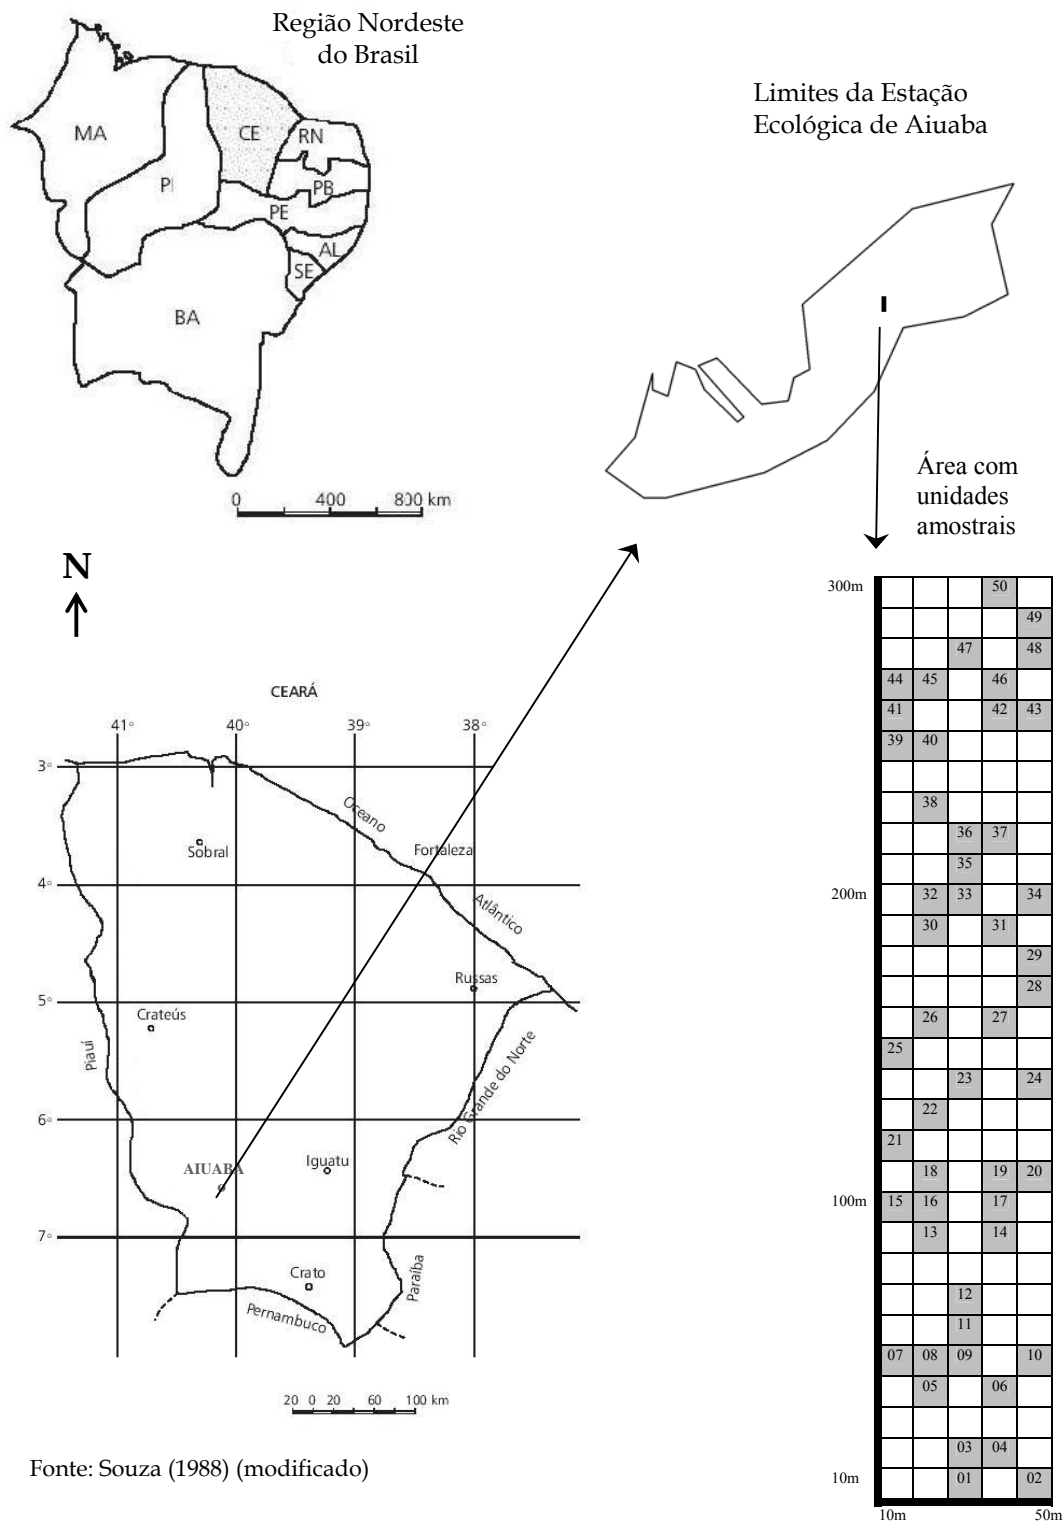 Região Nordeste
do Brasil
MA
PI
CE
RN
PB
PE
AL
SE
BA
0 400 800 km
Limites da Estação
Ecológica de Aiuaba
Área com
unidades
amostrais
N
CEARÁ
41° 40° 39° 38°
3°
4°
5°
6°
7°
Oceano
Atlântico
Fortaleza
Sobral
Russas
Crateús
Piauí
Rio Grande do Norte
AIUABA
Iguatu
Crato
Paraíba
Pernambuco
20 0 20 60 100 km
Fonte: Souza (1988) (modificado)
300m 50
49
47 48
44 45 46
41 42 43
39 40
38
36 37
35
200m 32 33 34
30 31
29
28
26 27
25
23 24
22
21
18 19 20
100m 15 16 17
13 14
12
11
07 08 09 10
05 06
03 04
10m 01 02
10m 50m